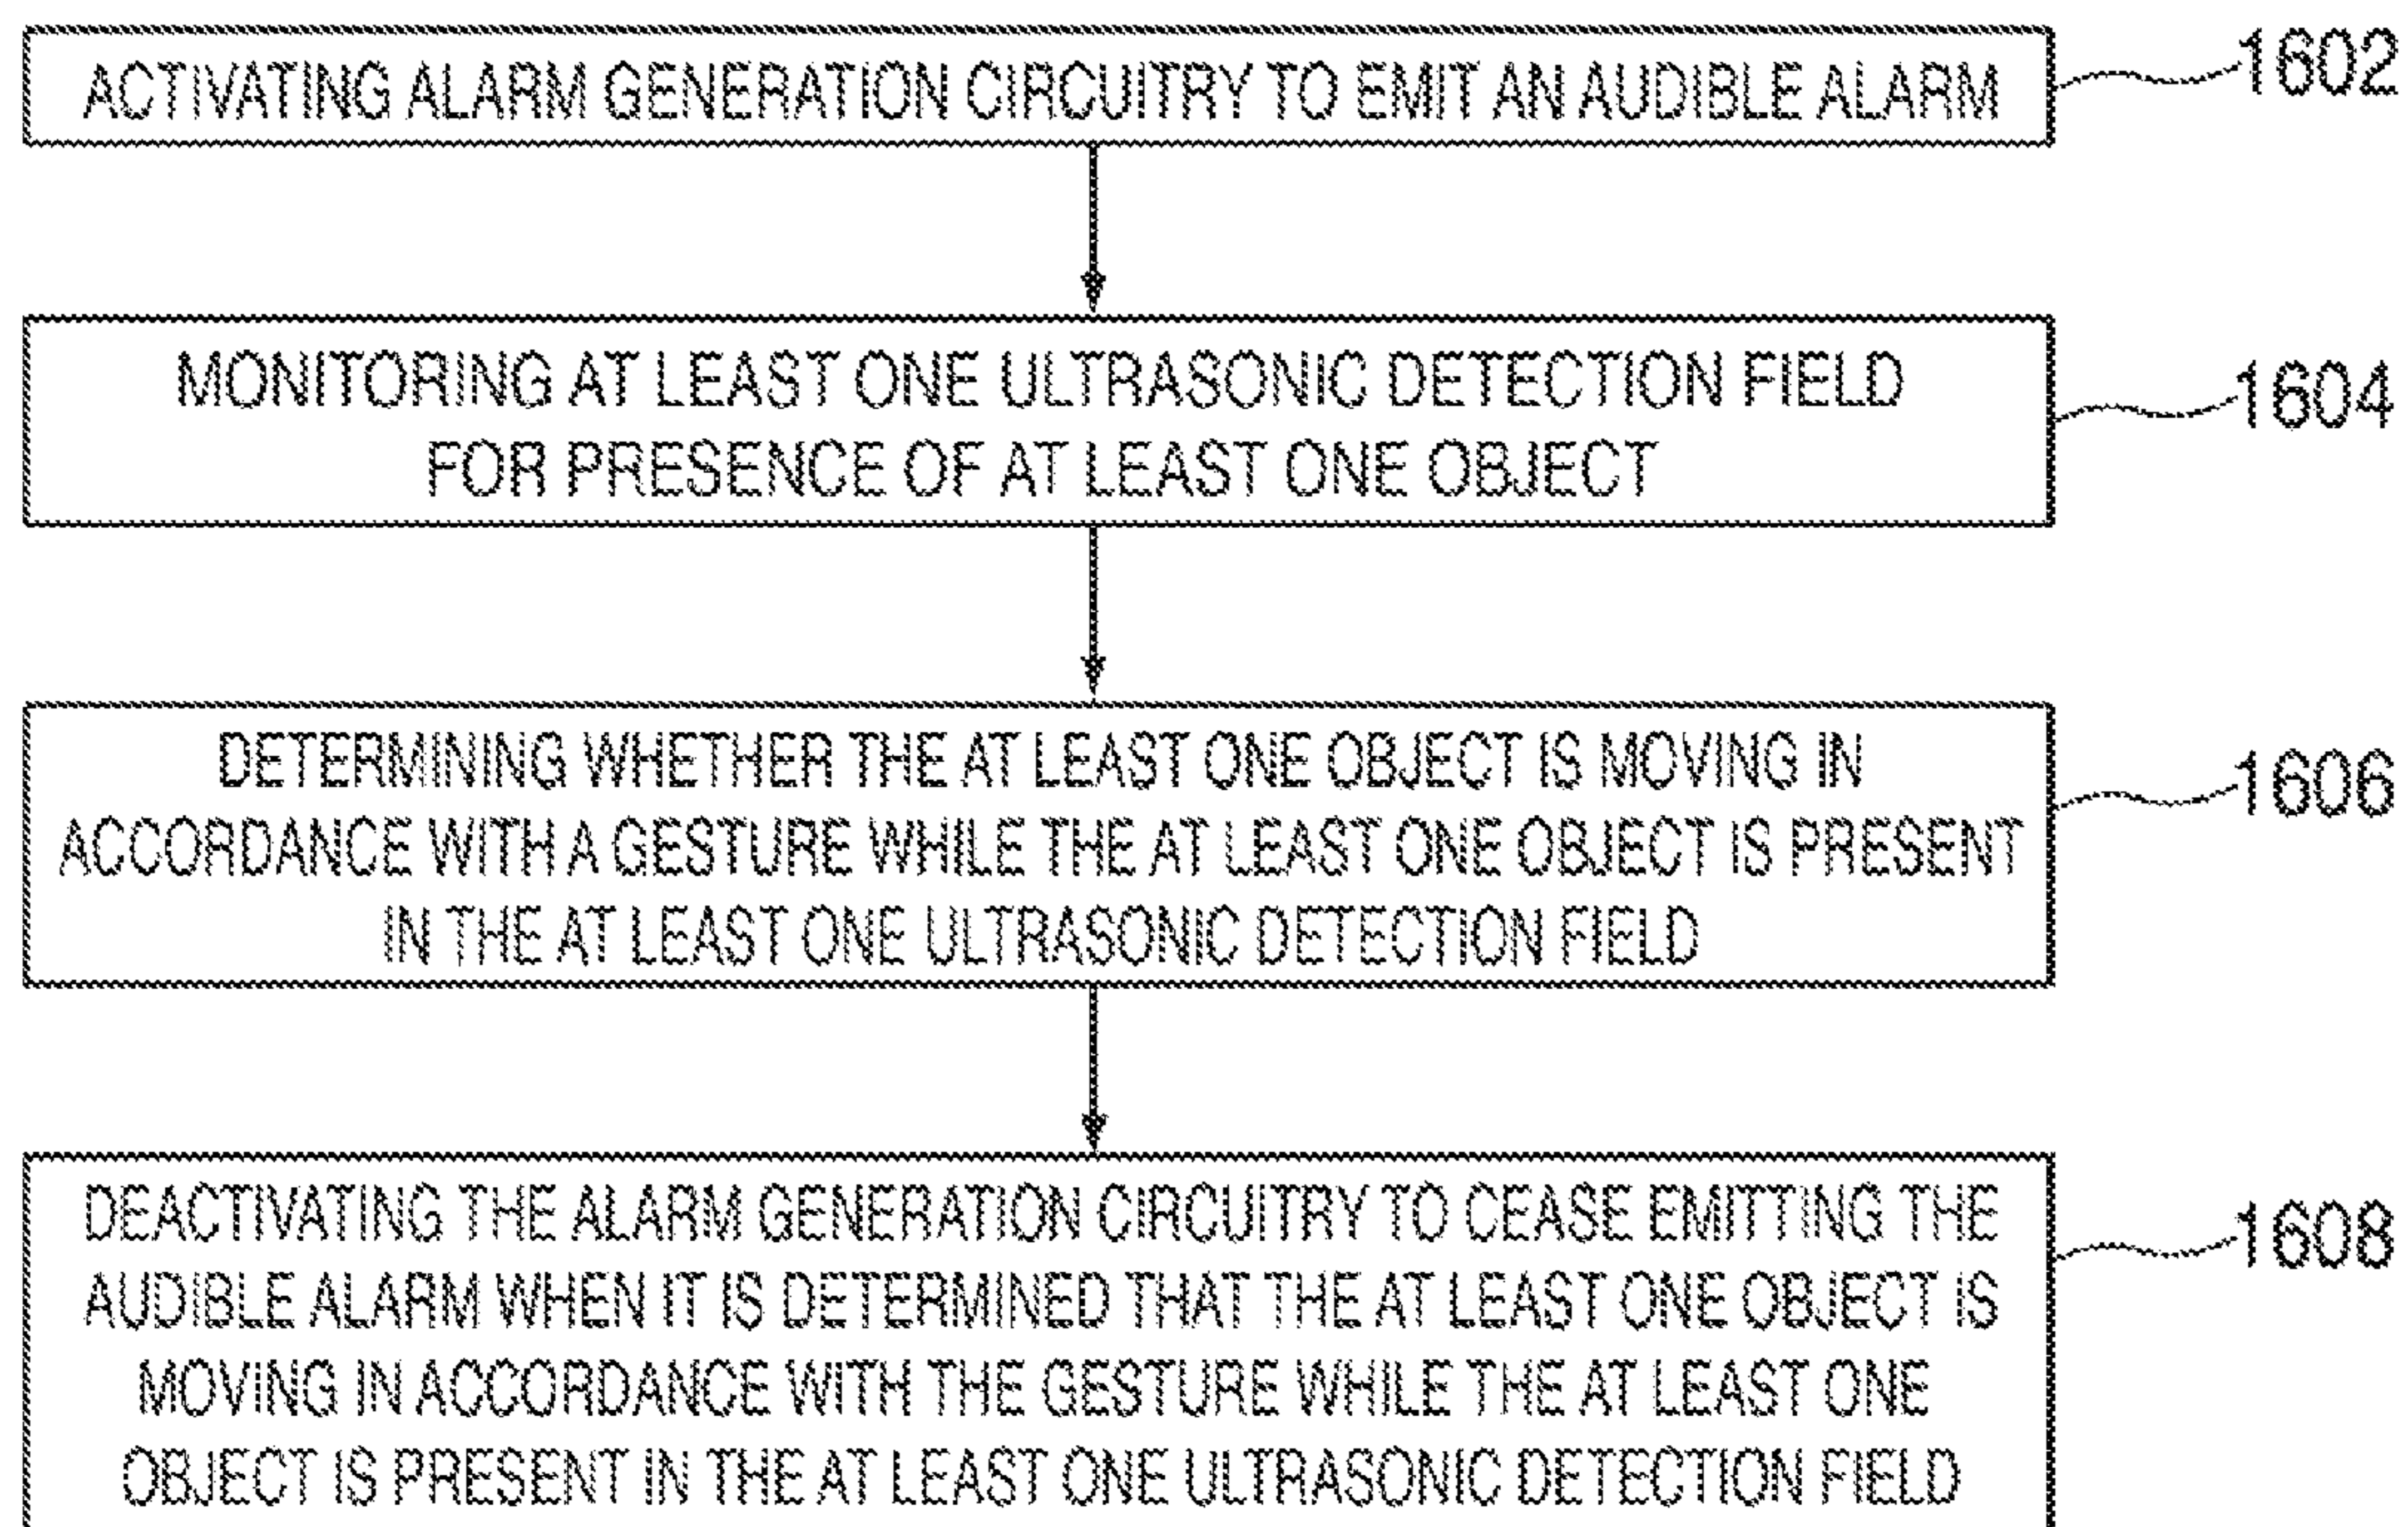 ACTIVATING ALARM GENERATION CIRCUITRY TO EMIT AN AUDIBLE ALARM
1602
MONITORING AT LEAST ONE ULTRASONIC DETECTION FIELD
FOR PRESENCE OF AT LEAST ONE OBJECT
1604
DETERMINING WHETHER THE AT LEAST ONE OBJECT IS MOVING IN
ACCORDANCE WITH A GESTURE WHILE THE AT LEAST ONE OBJECT IS PRESENT
IN THE AT LEAST ONE ULTRASONIC DETECTION FIELD
1606
DEACTIVATING THE ALARM GENERATION CIRCUITRY TO CEASE EMITTING THE
AUDIBLE ALARM WHEN IT IS DETERMINED THAT THE AT LEAST ONE OBJECT IS
MOVING IN ACCORDANCE WITH THE GESTURE WHILE THE AT LEAST ONE
OBJECT IS PRESENT IN THE AT LEAST ONE ULTRASONIC DETECTION FIELD
1608